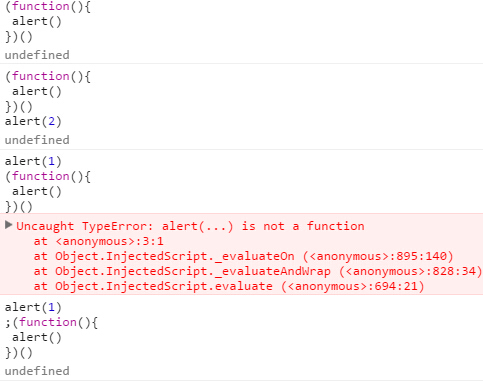 (function(){
 alert()
})()
undefined
(function(){
 alert()
})()
alert(2)
undefined
alert(1)
(function(){
 alert()
})()
Uncaught TypeError: alert(...) is not a function
    at <anonymous>:3:1
    at Object.InjectedScript._evaluateOn (<anonymous>:895:140)
    at Object.InjectedScript._evaluateAndWrap (<anonymous>:828:34)
    at Object.InjectedScript.evaluate (<anonymous>:694:21)
alert(1)
;(function(){
 alert()
})()
undefined